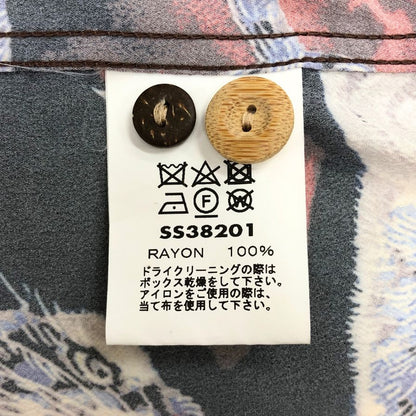 SS38201
RAYON 100%
ドライクリーニングの際は
ボックス乾燥をして下さい。
アイロンをご使用の際は、
当て布を使用して下さい。